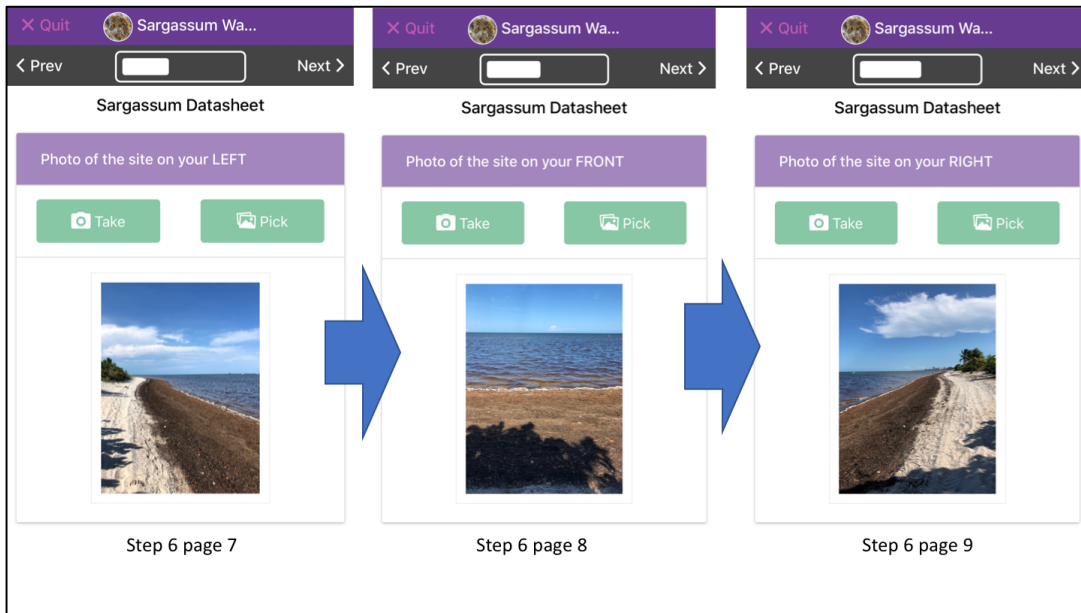 Quit
Sargassum Wa...
Prev
Next
Sargassum Datasheet
Photo of the site on your LEFT
Take
Pick
Step 6 page 7
Quit
Sargassum Wa...
Prev
Next
Sargassum Datasheet
Photo of the site on your FRONT
Take
Pick
Step 6 page 8
Quit
Sargassum Wa...
Prev
Next
Sargassum Datasheet
Photo of the site on your RIGHT
Take
Pick
Step 6 page 9